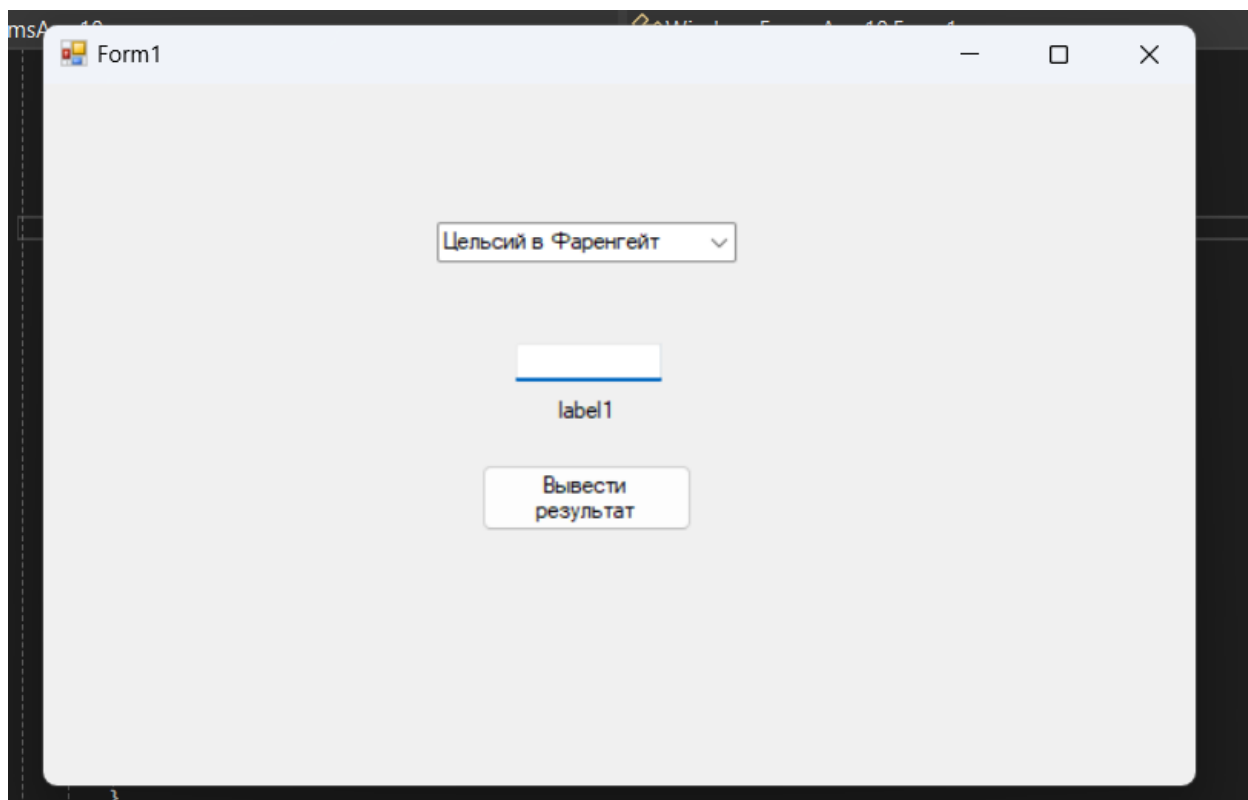 Form1
Цельсий в Фаренгейт
label1
Вывести
результат
}